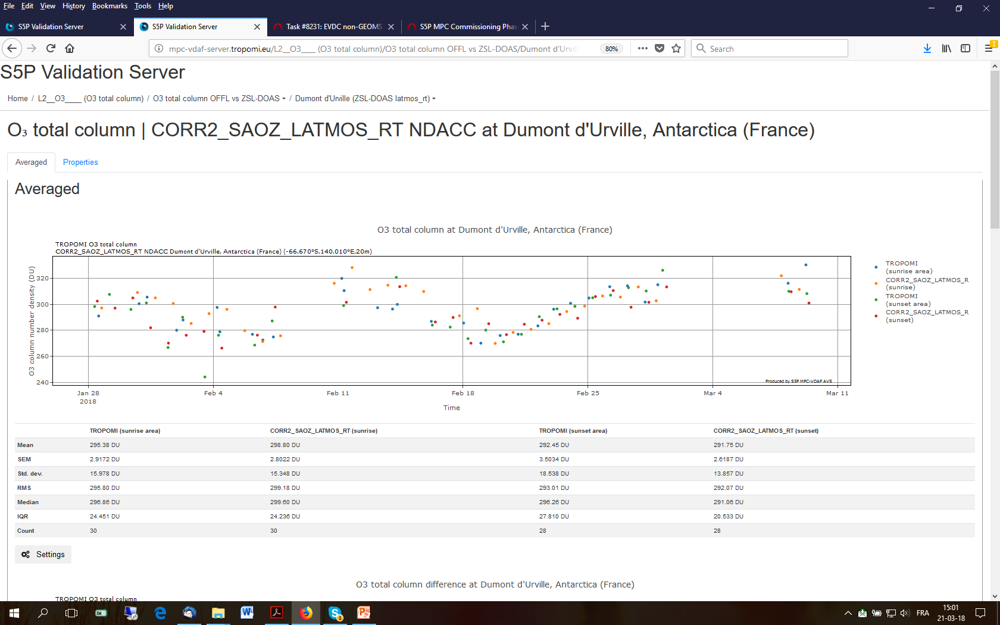 File Edit View History Bookmarks Tools Help
S5P Validation Server
S5P Validation Server
Task #8231: EVDC non-GEOMS
S5P MPC Commissioning Phas
mpc-vdaf-server.tropomi.eu/L2__O3____ (O3 total column)/O3 total column OFFL vs ZSL-DOAS/Dumont d'Urvil
80%
Search
S5P Validation Server
Home / L2__O3____ (O3 total column) / O3 total column OFFL vs ZSL-DOAS / Dumont d'Urville (ZSL-DOAS latmos_rt)
O₃ total column | CORR2_SAOZ_LATMOS_RT NDACC at Dumont d'Urville, Antarctica (France)
Averaged Properties
Averaged
O3 total column at Dumont d'Urville, Antarctica (France)
TROPOMI O3 total column
CORR2_SAOZ_LATMOS_RT NDACC Dumont d'Urville, Antarctica (France) (-66.670°S,140.010°E,20m)
O3 column number density (DU)
320
300
280
260
240
Produced by S5P MPC-VDAF AVS
Jan 28
2018
Feb 4
Feb 11
Feb 18
Feb 25
Mar 4
Mar 11
Time
TROPOMI
(sunrise area)
CORR2_SAOZ_LATMOS_R
(sunrise)
TROPOMI
(sunset area)
CORR2_SAOZ_LATMOS_R
(sunset)
TROPOMI (sunrise area) CORR2_SAOZ_LATMOS_RT (sunrise) TROPOMI (sunset area) CORR2_SAOZ_LATMOS_RT (sunset)
Mean 295.38 DU 298.80 DU 292.45 DU 291.75 DU
SEM 2.9172 DU 2.8022 DU 3.5034 DU 2.6187 DU
Std. dev. 15.978 DU 15.348 DU 18.538 DU 13.857 DU
RMS 295.80 DU 299.18 DU 293.01 DU 292.07 DU
Median 296.86 DU 299.60 DU 296.26 DU 291.06 DU
IQR 24.451 DU 24.236 DU 27.810 DU 20.533 DU
Count 30 30 28 28
Settings
O3 total column difference at Dumont d'Urville, Antarctica (France)
TROPOMI O3 total column
FRA
15:01
21-03-18